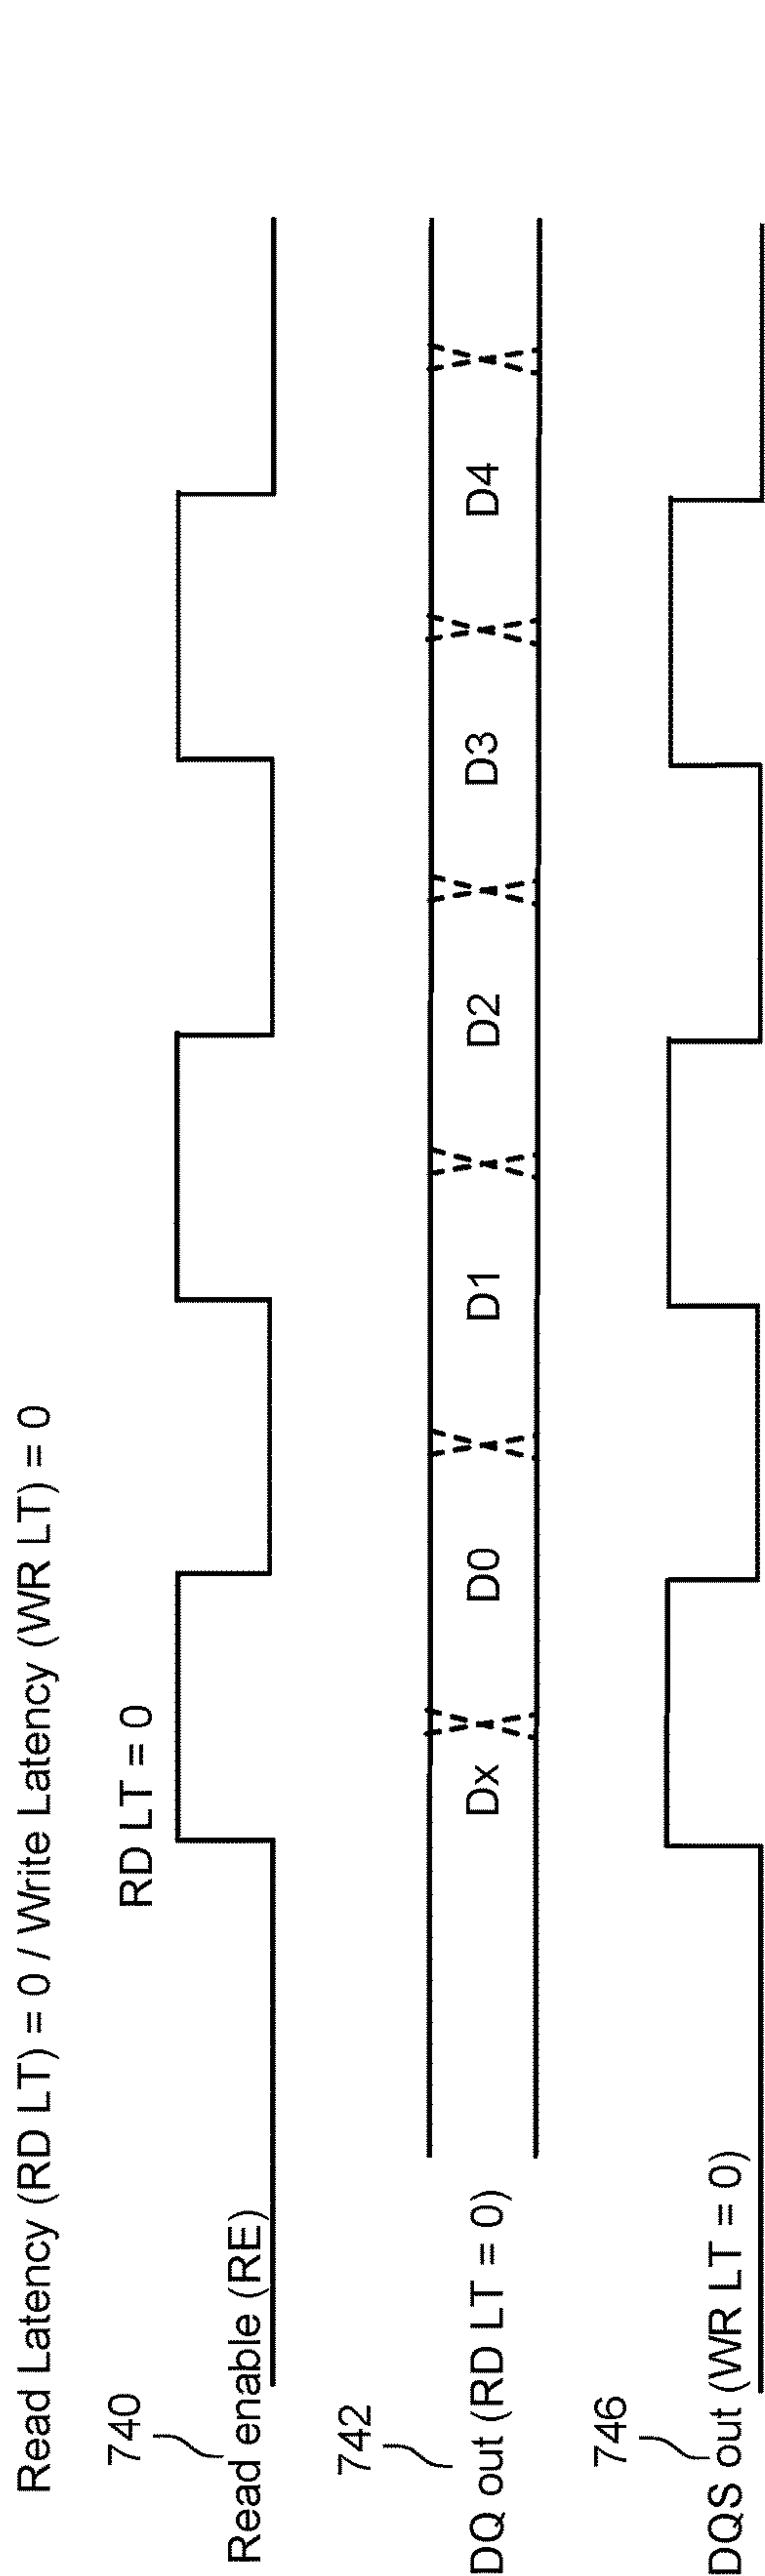 Read Latency (RD LT) = 0 / Write Latency (WR LT) = 0
RD LT = 0
740
Read enable (RE)
742
DQ out (RD LT = 0)
Dx D0 D1 D2 D3 D4
746
DQS out (WR LT = 0)